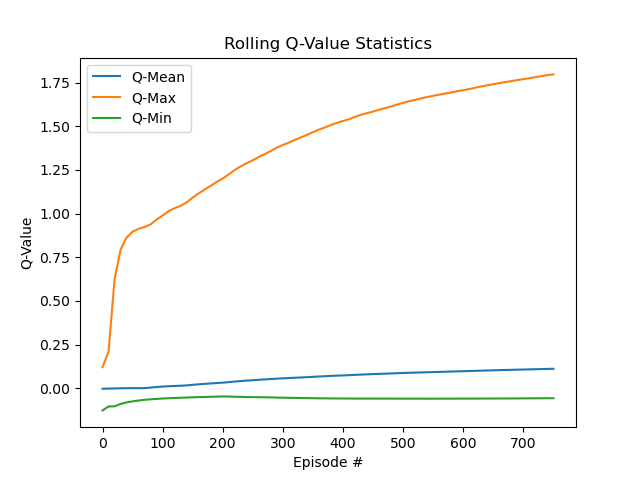 Rolling Q-Value Statistics
Q-Mean
Q-Max
Q-Min
Q-Value
1.75
1.50
1.25
1.00
0.75
0.50
0.25
0.00
0 100 200 300 400 500 600 700
Episode #